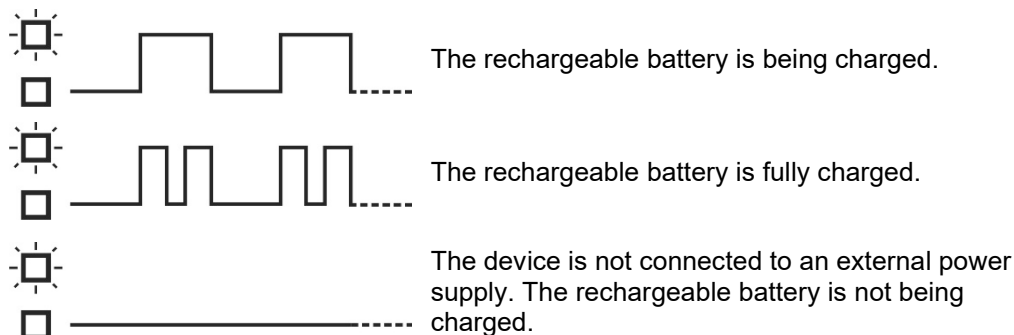 The rechargeable battery is being charged.
The rechargeable battery is fully charged.
The device is not connected to an external power
supply. The rechargeable battery is not being
charged.